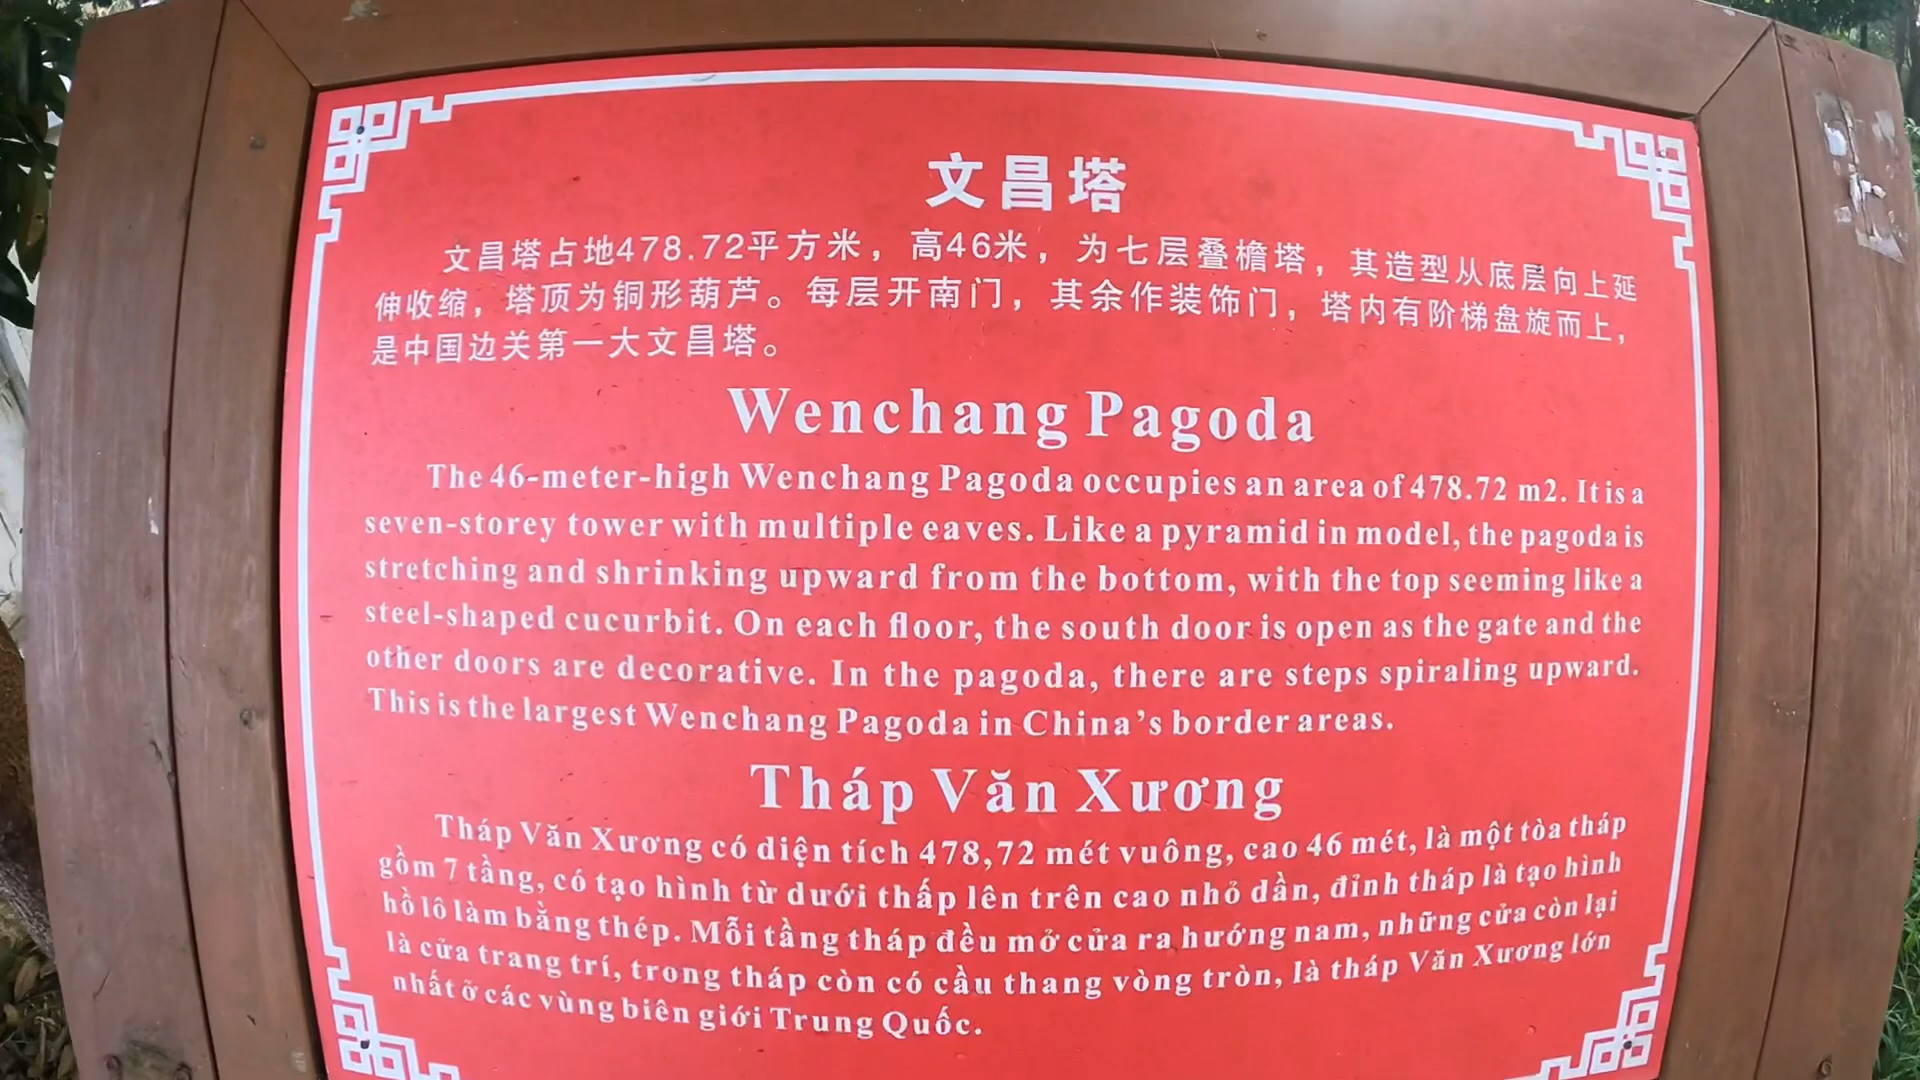 文昌塔
文昌塔占地478.72平方米，高46米，为七层叠檐塔，其造型从底层向上延
伸收缩，塔顶为铜形葫芦。每层开南门，其余作装饰门，塔内有阶梯盘旋而上，
是中国边关第一大文昌塔。
Wenchang Pagoda
The 46-meter-high Wenchang Pagoda occupies an area of 478.72 m2. It is a
seven-storey tower with multiple eaves. Like a pyramid in model, the pagoda is
stretching and shrinking upward from the bottom, with the top seeming like a
steel-shaped cucurbit. On each floor, the south door is open as the gate and the
other doors are decorative. In the pagoda, there are steps spiraling upward.
This is the largest Wenchang Pagoda in China's border areas.
Tháp Văn Xương
Tháp Văn Xương có diện tích 478,72 mét vuông, cao 46 mét, là một tòa tháp
gồm 7 tầng, có tạo hình từ dưới thấp lên trên cao nhỏ dần, đỉnh tháp là tạo hình
hồ lô làm bằng thép. Mỗi tầng tháp đều mở cửa ra hướng nam, những cửa còn lại
là cửa trang trí, trong tháp còn có cầu thang vòng tròn, là tháp Văn Xương lớn
nhất ở các vùng biên giới Trung Quốc.